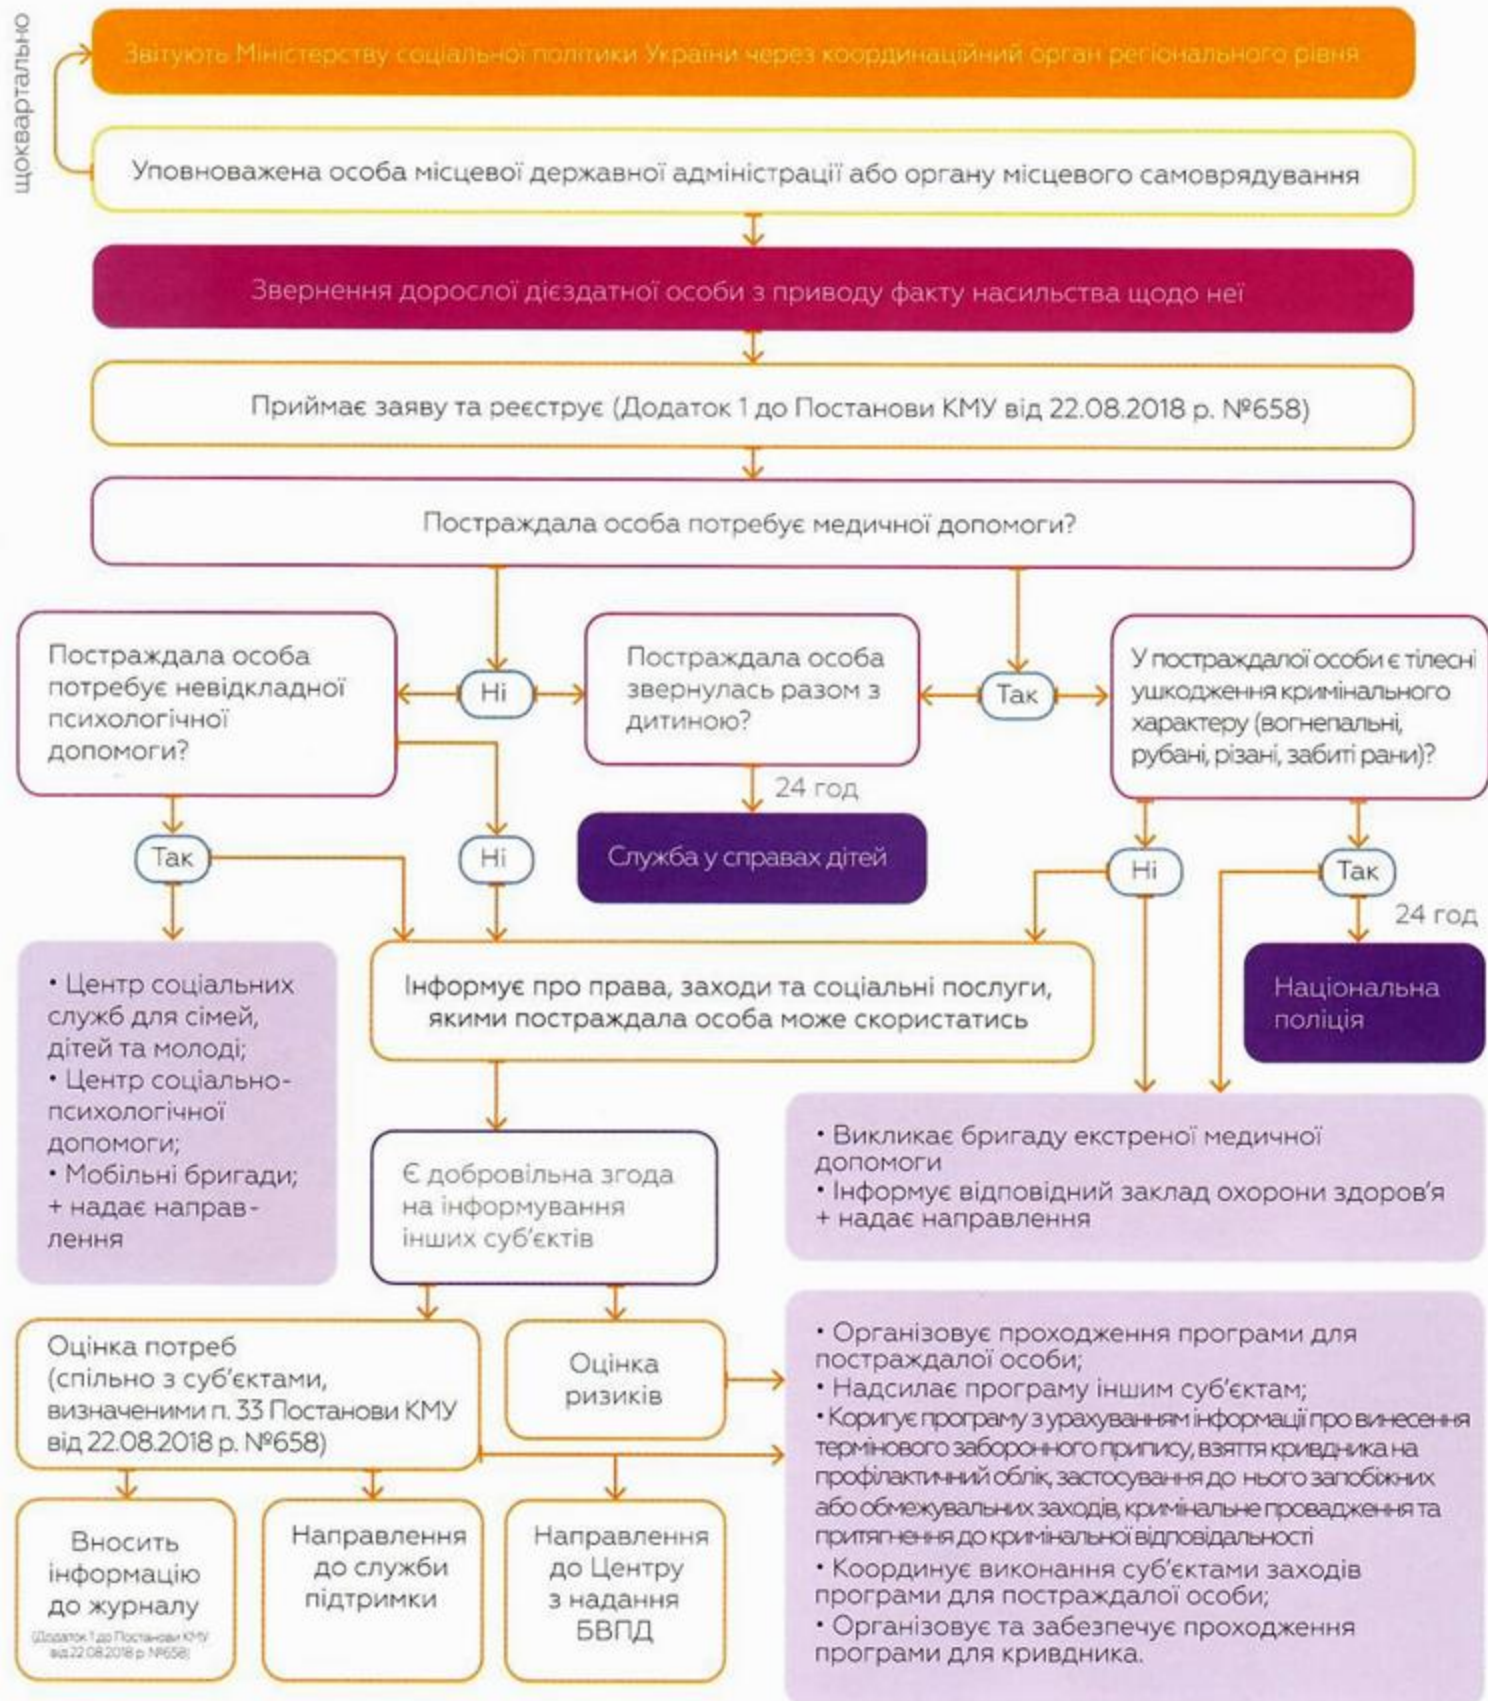 щоквартально
Звітують Міністерству соціальної політики України через координаційний орган регіонального рівня
Уповноважена особа місцевої державної адміністрації або органу місцевого самоврядування
Звернення дорослої дієздатної особи з приводу факту насильства щодо неї
Приймає заяву та реєструє (Додаток 1 до Постанови КМУ від 22.08.2018 р. №658)
Постраждала особа потребує медичної допомоги?
Постраждала особа
потребує невідкладної
психологічної
допомоги?
Ні
Постраждала особа
звернулась разом з
дитиною?
Так
У постраждалої особи є тілесні
ушкодження кримінального
характеру (вогнепальні,
рубані, різані, забиті рани)?
24 год
Так
Ні
Служба у справах дітей
Ні
Так
24 год
• Центр соціальних
служб для сімей,
дітей та молоді;
• Центр соціально-
психологічної
допомоги;
• Мобільні бригади;
+ надає направ-
лення
Інформує про права, заходи та соціальні послуги,
якими постраждала особа може скористатись
Національна
поліція
Є добровільна згода
на інформування
інших суб'єктів
• Викликає бригаду екстреної медичної
допомоги
• Інформує відповідний заклад охорони здоров'я
+ надає направлення
Оцінка потреб
(спільно з суб'єктами,
визначеними п. 33 Постанови КМУ
від 22.08.2018 р. №658)
Оцінка
ризиків
• Організовує проходження програми для
постраждалої особи;
• Надсилає програму іншим суб'єктам;
• Коригує програму з урахуванням інформації про винесення
термінового заборонного припису, взяття кривдника на
профілактичний облік, застосування до нього запобіжних
або обмежувальних заходів, кримінальне провадження та
притягнення до кримінальної відповідальності
• Координує виконання суб'єктами заходів
програми для постраждалої особи;
• Організовує та забезпечує проходження
програми для кривдника.
Вносить
інформацію
до журналу
(Додаток 1 до Постанови КМУ
від 22.08.2018 р. №658)
Направлення
до служби
підтримки
Направлення
до Центру
з надання
БВПД